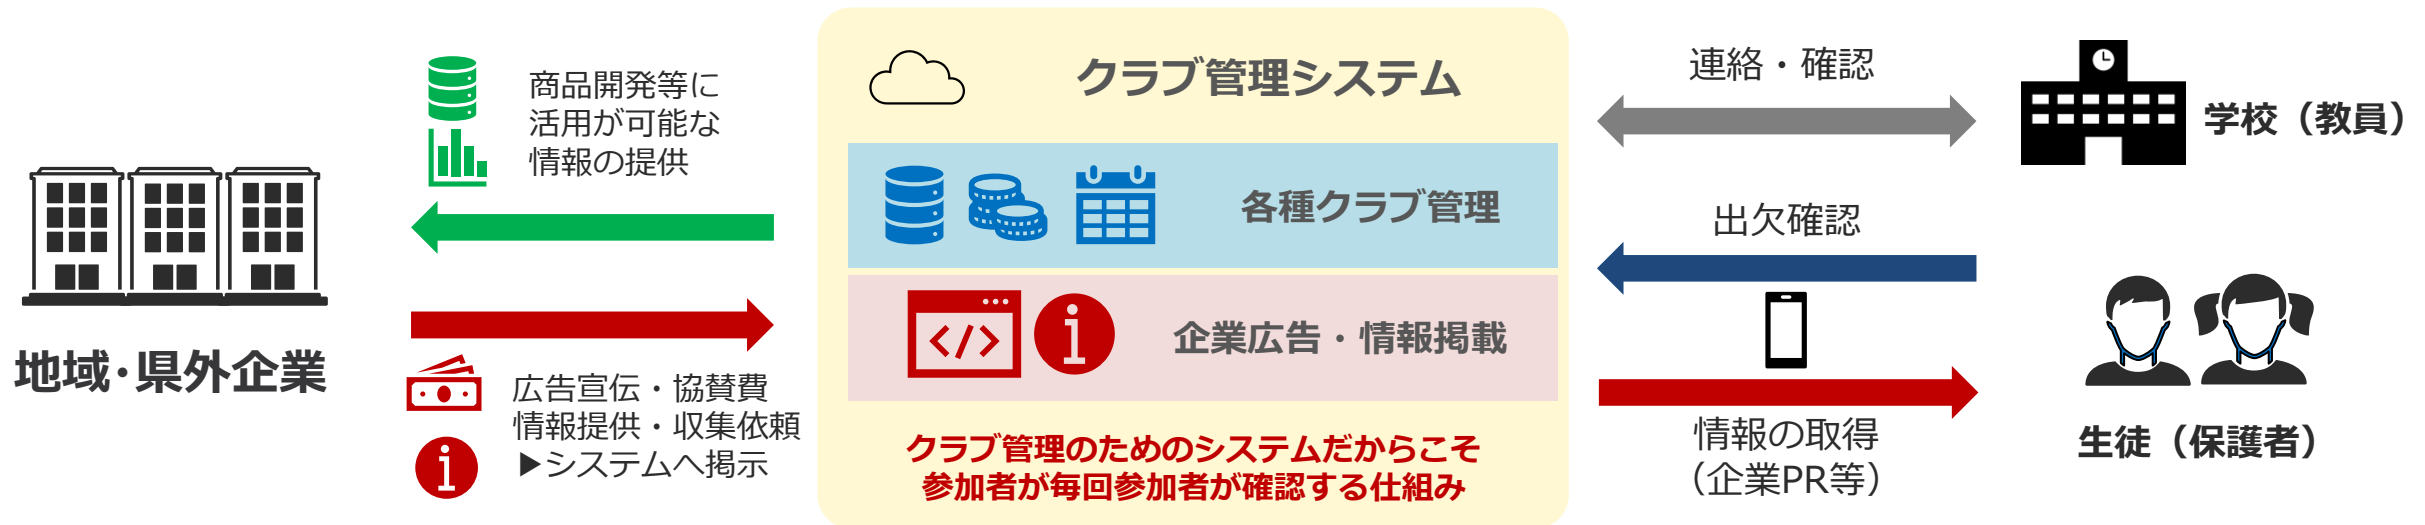 商品開発等に
活用が可能な
情報の提供
地域･県外企業
広告宣伝・協賛費
情報提供・収集依頼
▶システムへ掲示
クラブ管理システム
各種クラブ管理
企業広告・情報掲載
クラブ管理のためのシステムだからこそ
参加者が毎回参加者が確認する仕組み
連絡・確認
学校（教員）
出欠確認
情報の取得
（企業PR等）
生徒（保護者）